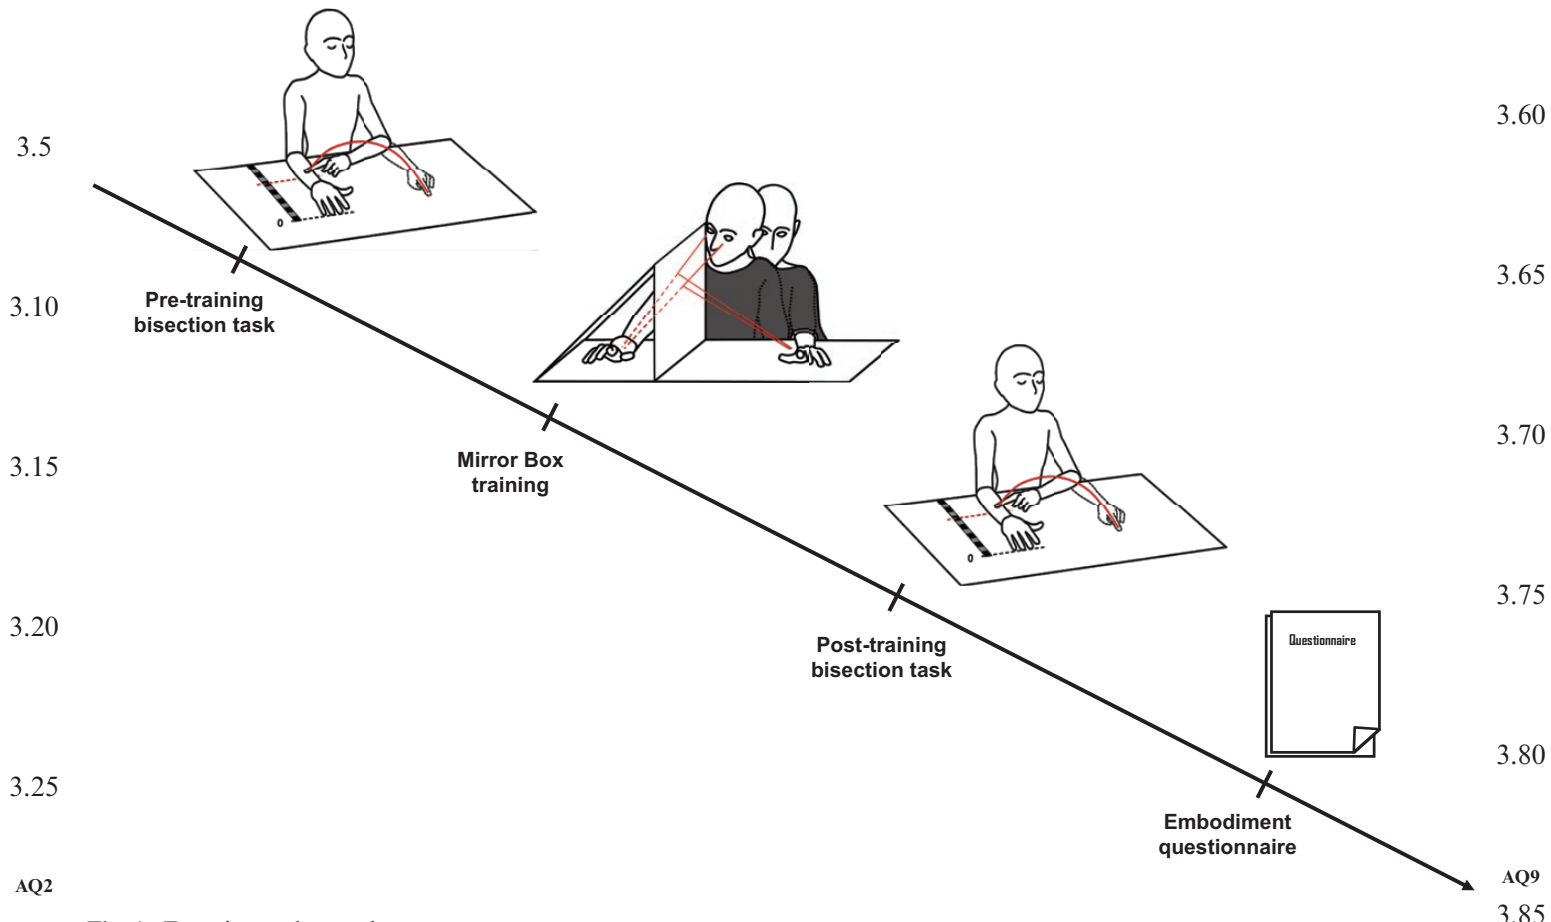 3.60
3.5
0
3.65
Pre-training
bisection task
3.10
3.70
Mirror Box
training
3.15
0
3.75
3.20
Post-training
bisection task
Questionnaire
3.80
3.25
Embodiment
questionnaire
AQ2
AQ9
3.85